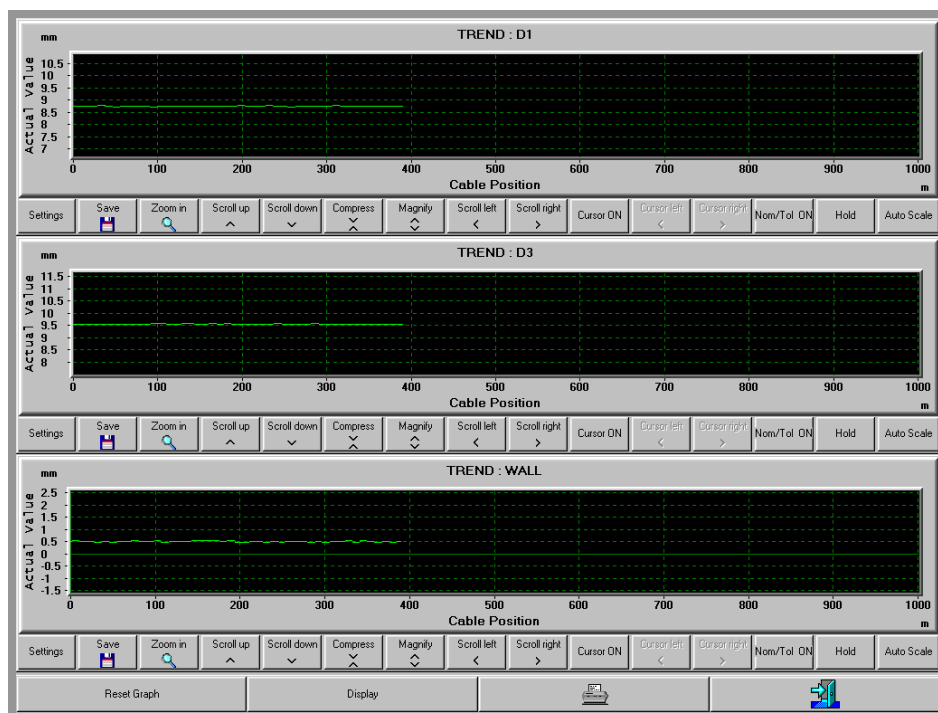 TREND : D1
mm
Actual Value
10.5
10
9.5
9
8.5
8
7.5
7
0 100 200 300 400 500 600 700 800 900 1000
Cable Position
m
Settings Save Zoom in Scroll up Scroll down Compress Magnify Scroll left Scroll right Cursor ON Cursor left Cursor right Nom/Tol ON Hold Auto Scale
TREND : D3
mm
Actual Value
11.5
11
10.5
10
9.5
9
8.5
8
0 100 200 300 400 500 600 700 800 900 1000
Cable Position
m
Settings Save Zoom in Scroll up Scroll down Compress Magnify Scroll left Scroll right Cursor ON Cursor left Cursor right Nom/Tol ON Hold Auto Scale
TREND : WALL
mm
Actual Value
2.5
2
1.5
1
0.5
0
-0.5
-1
-1.5
0 100 200 300 400 500 600 700 800 900 1000
Cable Position
m
Settings Save Zoom in Scroll up Scroll down Compress Magnify Scroll left Scroll right Cursor ON Cursor left Cursor right Nom/Tol ON Hold Auto Scale
Reset Graph Display